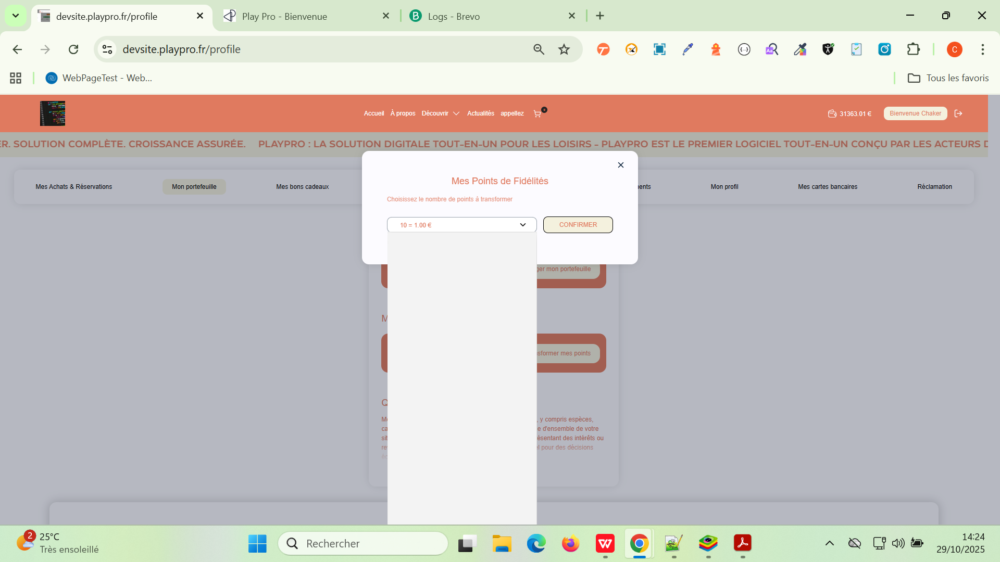 devsite.playpro.fr/profile
Play Pro - Bienvenue
Logs - Brevo
devsite.playpro.fr/profile
WebPageTest - Web...
Tous les favoris
Accueil
À propos
Découvrir
Actualités
appellez
31363.01 €
Bienvenue Chaker
ER. SOLUTION COMPLÈTE. CROISSANCE ASSURÉE. PLAYPRO : LA SOLUTION DIGITALE TOUT-EN-UN POUR LES LOISIRS - PLAYPRO EST LE PREMIER LOGICIEL TOUT-EN-UN CONÇU PAR LES ACTEURS D
Mes Achats & Réservations
Mon portefeuille
Mes bons cadeaux
ents
Mon profil
Mes cartes bancaires
Réclamation
Mes Points de Fidélités
Choisissez le nombre de points à transformer
10 = 1.00 €
CONFIRMER
ger mon portefeuille
M
sformer mes points
Q
, y compris espèces,
ca e d'ensemble de votre
sit ésentant des intérêts ou
re l pour des décisions
éc
2
25°C
Très ensoleillé
Rechercher
14:24
29/10/2025